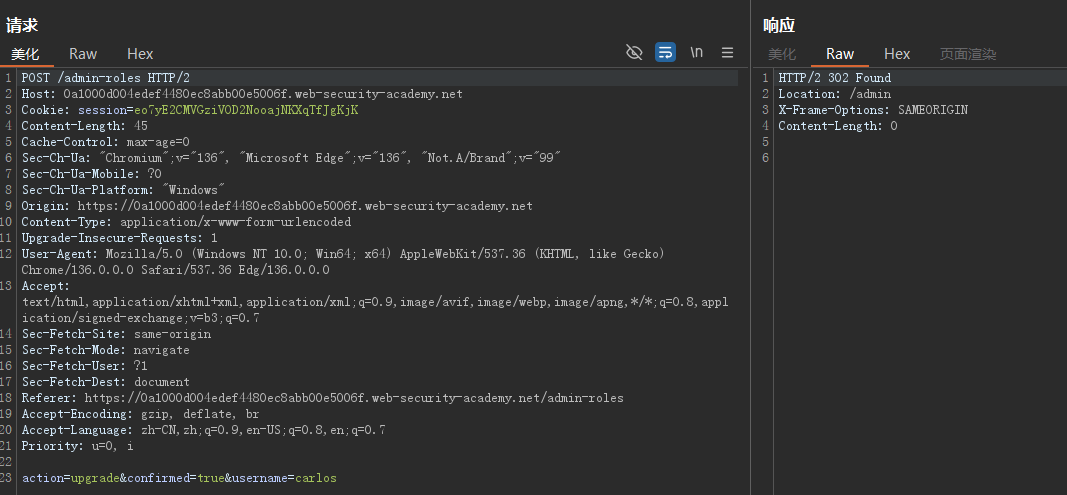 请求
美化 Raw Hex \n
1 POST /admin-roles HTTP/2
2 Host: 0a1000d004edef4480ec8abb00e5006f.web-security-academy.net
3 Cookie: session=eo7yE2CMVGziVOD2NooajNKXqTfJgKjK
4 Content-Length: 45
5 Cache-Control: max-age=0
6 Sec-Ch-Ua: "Chromium";v="136", "Microsoft Edge";v="136", "Not.A/Brand";v="99"
7 Sec-Ch-Ua-Mobile: ?0
8 Sec-Ch-Ua-Platform: "Windows"
9 Origin: https://0a1000d004edef4480ec8abb00e5006f.web-security-academy.net
10 Content-Type: application/x-www-form-urlencoded
11 Upgrade-Insecure-Requests: 1
12 User-Agent: Mozilla/5.0 (Windows NT 10.0; Win64; x64) AppleWebKit/537.36 (KHTML, like Gecko)
Chrome/136.0.0.0 Safari/537.36 Edg/136.0.0.0
13 Accept:
text/html,application/xhtml+xml,application/xml;q=0.9,image/avif,image/webp,image/apng,*/*;q=0.8,appl
ication/signed-exchange;v=b3;q=0.7
14 Sec-Fetch-Site: same-origin
15 Sec-Fetch-Mode: navigate
16 Sec-Fetch-User: ?1
17 Sec-Fetch-Dest: document
18 Referer: https://0a1000d004edef4480ec8abb00e5006f.web-security-academy.net/admin-roles
19 Accept-Encoding: gzip, deflate, br
20 Accept-Language: zh-CN,zh;q=0.9,en-US;q=0.8,en;q=0.7
21 Priority: u=0, i
22
23 action=upgrade&confirmed=true&username=carlos
响应
美化 Raw Hex 页面渲染
1 HTTP/2 302 Found
2 Location: /admin
3 X-Frame-Options: SAMEORIGIN
4 Content-Length: 0
5
6